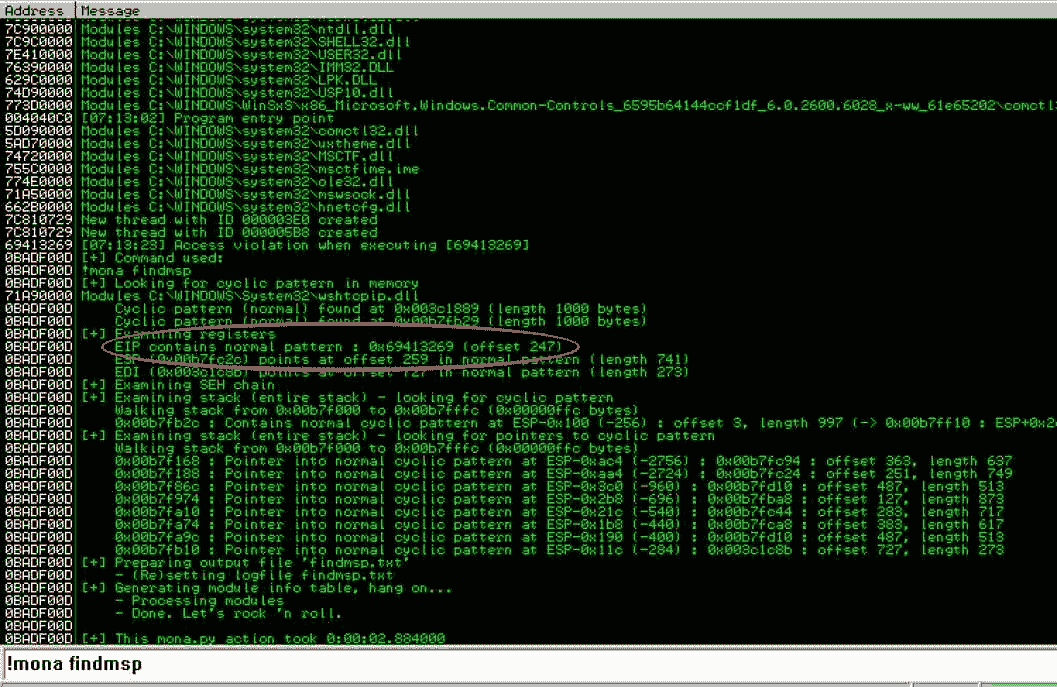 Address Message
7C900000 Modules C:\WINDOWS\system32\ntdll.dll
7C9C0000 Modules C:\WINDOWS\system32\SHELL32.dll
7E410000 Modules C:\WINDOWS\system32\USER32.dll
76390000 Modules C:\WINDOWS\system32\IMM32.DLL
629C0000 Modules C:\WINDOWS\system32\LPK.DLL
74D90000 Modules C:\WINDOWS\system32\USP10.dll
773D0000 Modules C:\WINDOWS\WinSxS\x86_Microsoft.Windows.Common-Controls_6595b64144ccf1df_6.0.2600.6028_x-ww_61e65202\comctl3
004040C0 [07:13:02] Program entry point
5D090000 Modules C:\WINDOWS\system32\comctl32.dll
5AD70000 Modules C:\WINDOWS\system32\uxtheme.dll
74720000 Modules C:\WINDOWS\system32\MSCTF.dll
755C0000 Modules C:\WINDOWS\system32\msctfime.ime
774E0000 Modules C:\WINDOWS\system32\ole32.dll
71A50000 Modules C:\WINDOWS\system32\mswsock.dll
662B0000 Modules C:\WINDOWS\system32\hnetcfg.dll
7C810729 New thread with ID 000003E0 created
7C810729 New thread with ID 000005B8 created
69413269 [07:13:23] Access violation when executing [69413269]
0BADF00D [+] Command used:
0BADF00D !mona findmsp
0BADF00D [+] Looking for cyclic pattern in memory
71A90000 Modules C:\WINDOWS\System32\wshtcpip.dll
0BADF00D Cyclic pattern (normal) found at 0x003c1889 (length 1000 bytes)
0BADF00D Cyclic pattern (normal) found at 0x00b7fb29 (length 1000 bytes)
0BADF00D [+] Examining registers
0BADF00D EIP contains normal pattern : 0x69413269 (offset 247)
0BADF00D ESP (0x00b7fc2c) points at offset 259 in normal pattern (length 741)
0BADF00D EDI (0x003c1c8b) points at offset 727 in normal pattern (length 273)
0BADF00D [+] Examining SEH chain
0BADF00D [+] Examining stack (entire stack) - looking for cyclic pattern
0BADF00D Walking stack from 0x00b7f000 to 0x00b7fffc (0x00000ffc bytes)
0BADF00D 0x00b7fb2c : Contains normal cyclic pattern at ESP-0x100 (-256) : offset 3, length 997 (-> 0x00b7ff10 : ESP+0x2e
0BADF00D [+] Examining stack (entire stack) - looking for pointers to cyclic pattern
0BADF00D Walking stack from 0x00b7f000 to 0x00b7fffc (0x00000ffc bytes)
0BADF00D 0x00b7f168 : Pointer into normal cyclic pattern at ESP-0xac4 (-2756) : 0x00b7fc94 : offset 363, length 637
0BADF00D 0x00b7f188 : Pointer into normal cyclic pattern at ESP-0xaa4 (-2724) : 0x00b7fc24 : offset 251, length 749
0BADF00D 0x00b7f86c : Pointer into normal cyclic pattern at ESP-0x3c0 (-960) : 0x00b7fd10 : offset 487, length 513
0BADF00D 0x00b7f974 : Pointer into normal cyclic pattern at ESP-0x2b8 (-696) : 0x00b7fba8 : offset 127, length 873
0BADF00D 0x00b7fa10 : Pointer into normal cyclic pattern at ESP-0x21c (-540) : 0x00b7fc44 : offset 283, length 717
0BADF00D 0x00b7fa74 : Pointer into normal cyclic pattern at ESP-0x1b8 (-440) : 0x00b7fca8 : offset 383, length 617
0BADF00D 0x00b7fa9c : Pointer into normal cyclic pattern at ESP-0x190 (-400) : 0x00b7fd10 : offset 487, length 513
0BADF00D 0x00b7fb10 : Pointer into normal cyclic pattern at ESP-0x11c (-284) : 0x003c1c8b : offset 727, length 273
0BADF00D [+] Preparing output file 'findmsp.txt'
0BADF00D - (Re)setting logfile findmsp.txt
0BADF00D [+] Generating module info table, hang on...
0BADF00D - Processing modules
0BADF00D - Done. Let's rock 'n roll.
0BADF00D
0BADF00D [+] This mona.py action took 0:00:02.884000
!mona findmsp